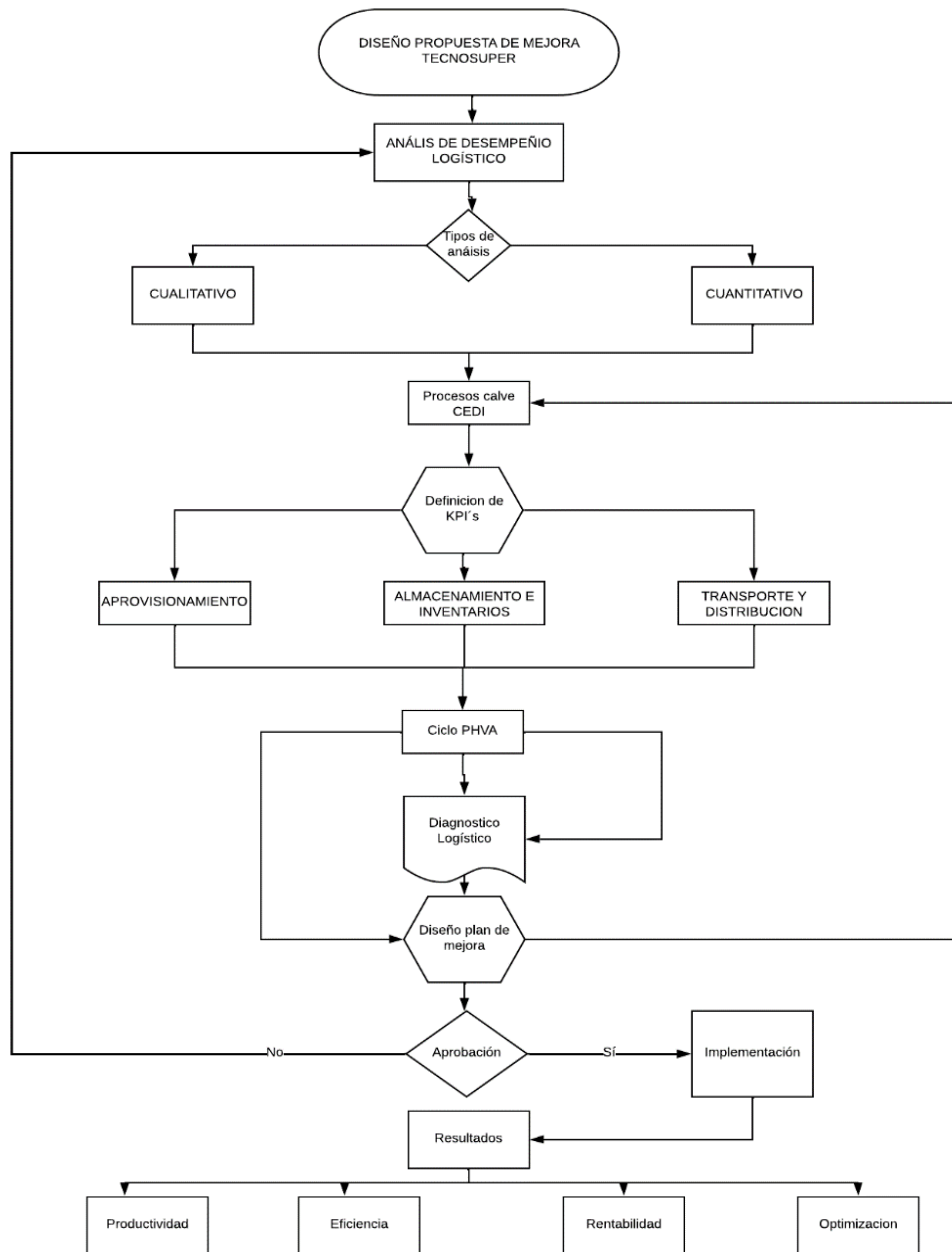 DISEÑO PROPUESTA DE MEJORA
TECNOSUPER
ANÁLIS DE DESEMPEÑIO
LOGÍSTICO
Tipos de
anáisis
CUALITATIVO
CUANTITATIVO
Procesos calve
CEDI
Definicion de
KPI´s
APROVISIONAMIENTO
ALMACENAMIENTO E
INVENTARIOS
TRANSPORTE Y
DISTRIBUCION
Ciclo PHVA
Diagnostico
Logístico
Diseño plan de
mejora
No
Aprobación
Sí
Implementación
Resultados
Productividad
Eficiencia
Rentabilidad
Optimizacion